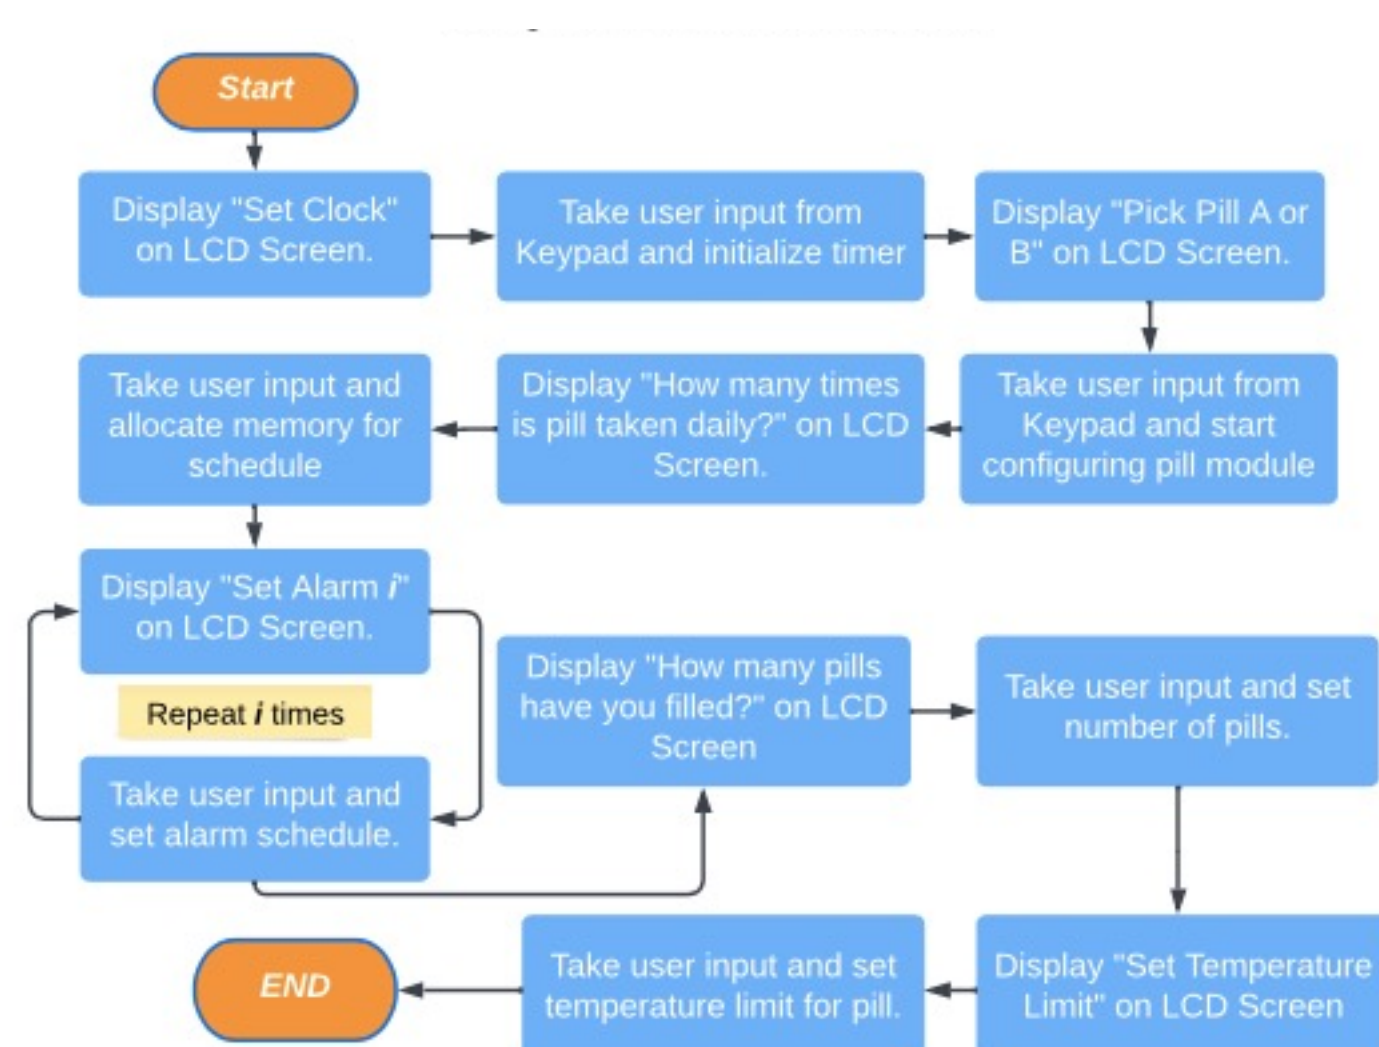 Start
Display "Set Clock"
on LCD Screen.
Take user input from
Keypad and initialize timer
Display "Pick Pill A or
B" on LCD Screen.
Take user input from
Keypad and start
configuring pill module
Display "How many times
is pill taken daily?" on LCD
Screen.
Take user input and
allocate memory for
schedule
Display "Set Alarm i"
on LCD Screen.
Repeat i times
Take user input and
set alarm schedule.
Display "How many pills
have you filled?" on LCD
Screen
Take user input and set
number of pills.
Display "Set Temperature
Limit" on LCD Screen
Take user input and set
temperature limit for pill.
END